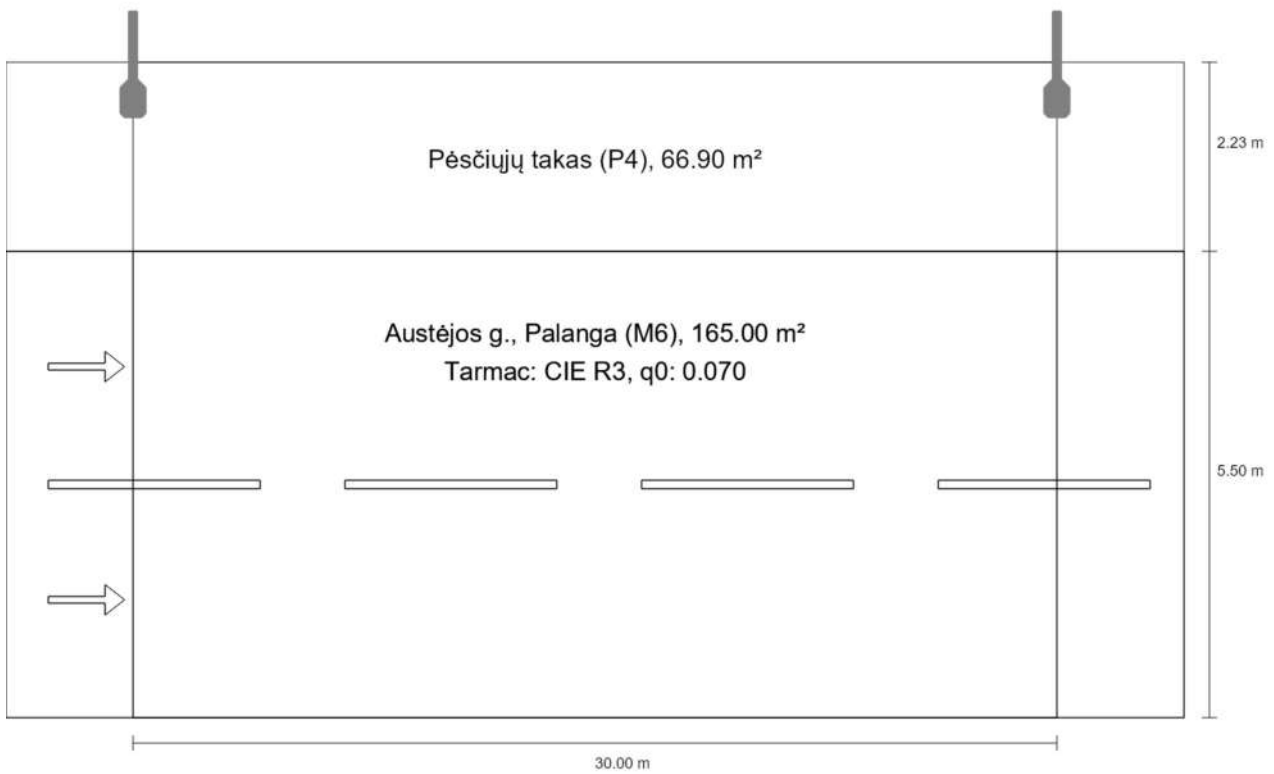 Pėsčiųjų takas (P4), 66.90 m²
2.23 m
Austėjos g., Palanga (M6), 165.00 m²
Tarmac: CIE R3, q0: 0.070
5.50 m
30.00 m